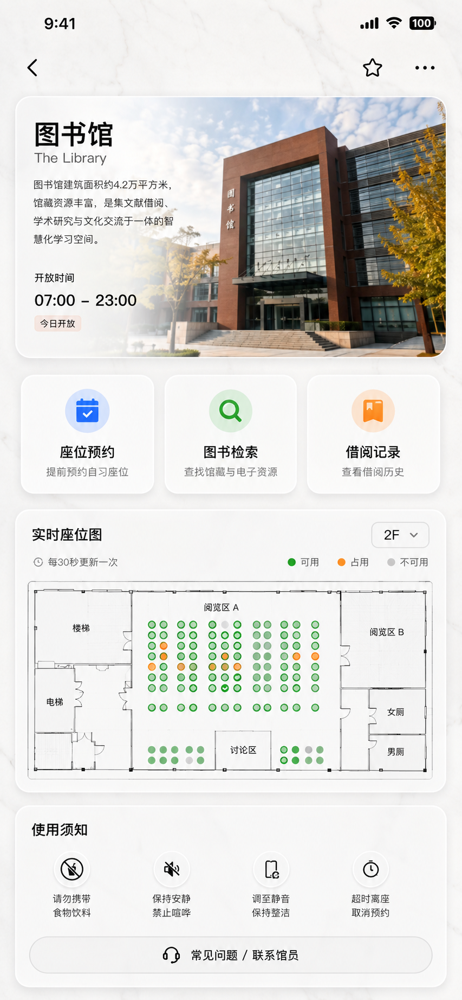 9:41
100
图书馆
The Library
图书馆建筑面积约4.2万平方米，
馆藏资源丰富，是集文献借阅、
学术研究与文化交流于一体的智
慧化学习空间。
开放时间
07:00 – 23:00
今日开放
图书馆
座位预约
提前预约自习座位
图书检索
查找馆藏与电子资源
借阅记录
查看借阅历史
实时座位图
2F
每30秒更新一次
可用
占用
不可用
阅览区 A
楼梯
阅览区 B
电梯
女厕
讨论区
男厕
使用须知
请勿携带
食物饮料
保持安静
禁止喧哗
调至静音
保持整洁
超时离座
取消预约
常见问题 / 联系馆员